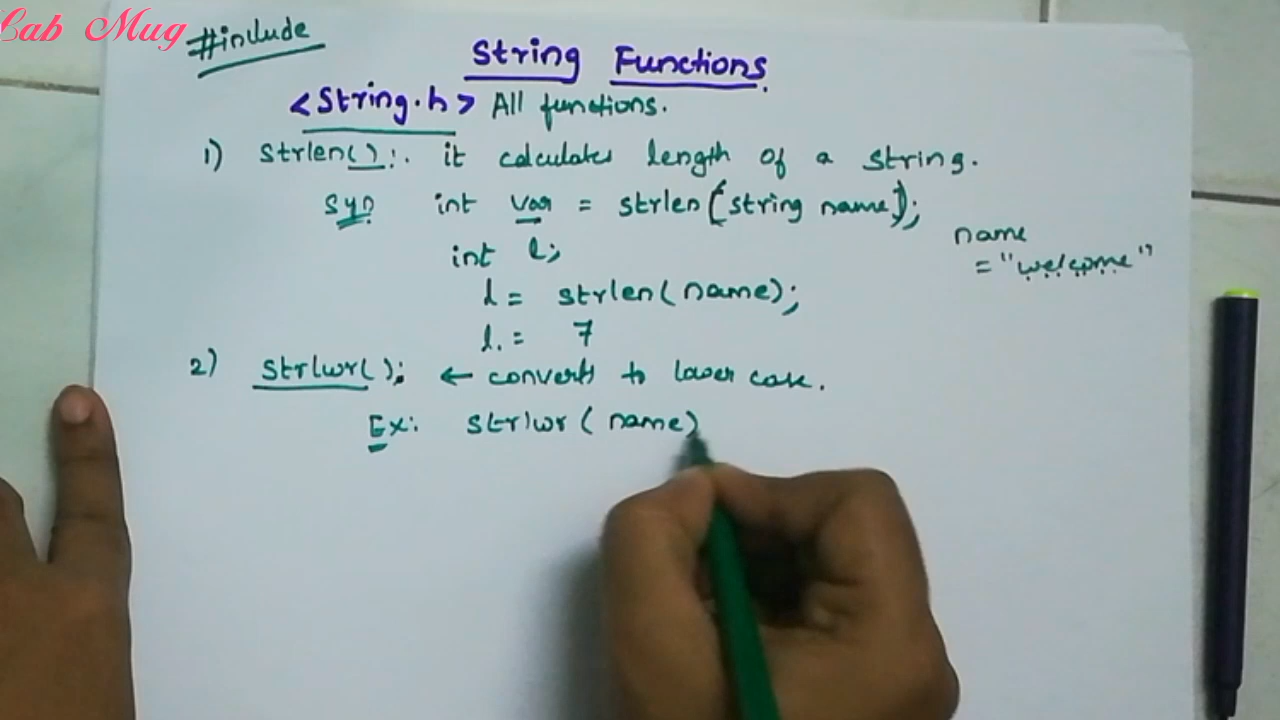 Cab Mug
#include
String Functions.
<String.h> All functions.
1) strlen():. it calculates length of a string.
Syn int var = strlen(string name);
name
= "welcome"
int l;
l = strlen(name);
l. = 7
2) strlwr(); ← converts to lower case.
Ex: strlwr(name)